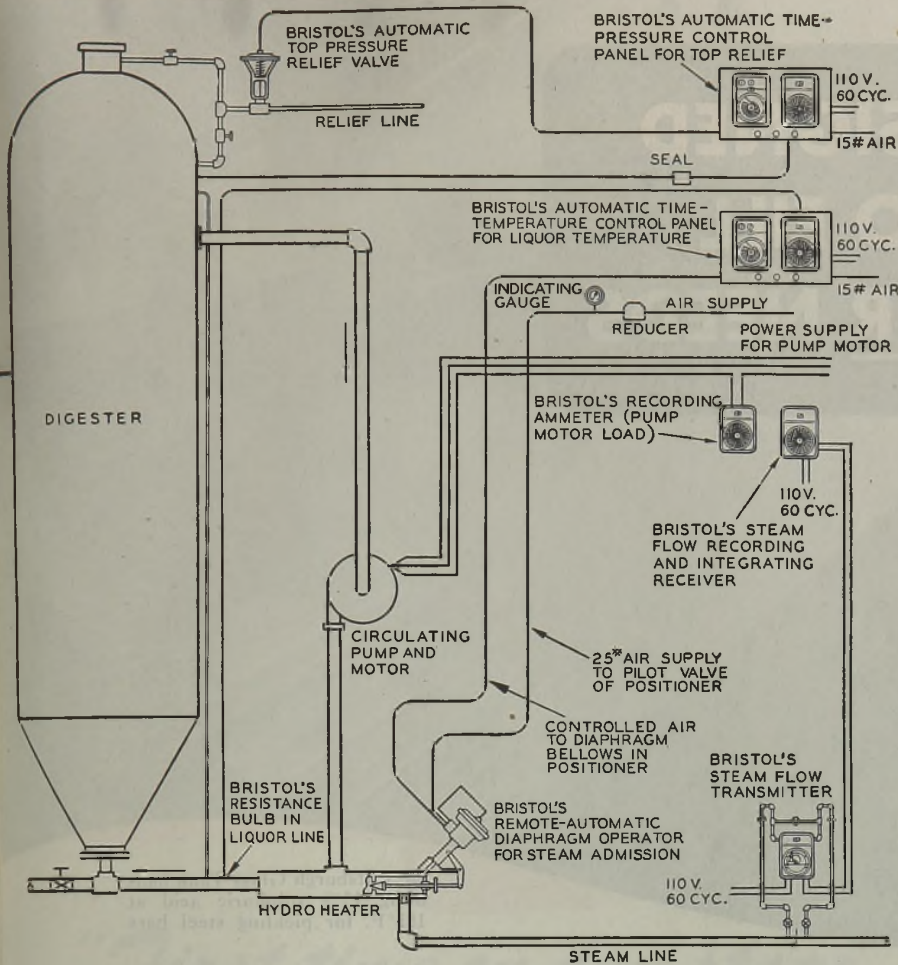 BRISTOL'S AUTOMATIC
TOP PRESSURE
RELIEF VALVE
BRISTOL'S AUTOMATIC TIME-
PRESSURE CONTROL
PANEL FOR TOP RELIEF
110 V.
60 CYC.
RELIEF LINE
15# AIR
SEAL
BRISTOL'S AUTOMATIC TIME-
TEMPERATURE CONTROL PANEL
FOR LIQUOR TEMPERATURE
110 V.
60 CYC.
15# AIR
INDICATING
GAUGE
AIR SUPPLY
REDUCER
POWER SUPPLY
FOR PUMP MOTOR
DIGESTER
BRISTOL'S RECORDING
AMMETER (PUMP
MOTOR LOAD)
110 V.
60 CYC.
BRISTOL'S STEAM
FLOW RECORDING
AND INTEGRATING
RECEIVER
CIRCULATING
PUMP AND
MOTOR
25# AIR SUPPLY
TO PILOT VALVE
OF POSITIONER
CONTROLLED AIR
TO DIAPHRAGM
BELLOWS IN
POSITIONER
BRISTOL'S
STEAM FLOW
TRANSMITTER
BRISTOL'S
RESISTANCE
BULB IN
LIQUOR LINE
BRISTOL'S
REMOTE-AUTOMATIC
DIAPHRAGM OPERATOR
FOR STEAM ADMISSION
110 V.
60 CYC.
HYDRO HEATER
STEAM LINE